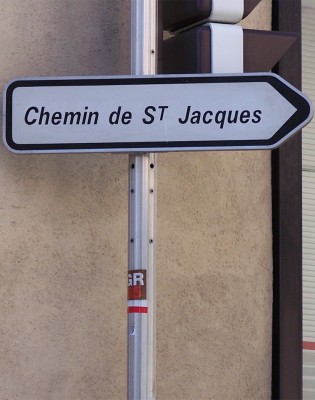 Chemin de ST Jacques
GR